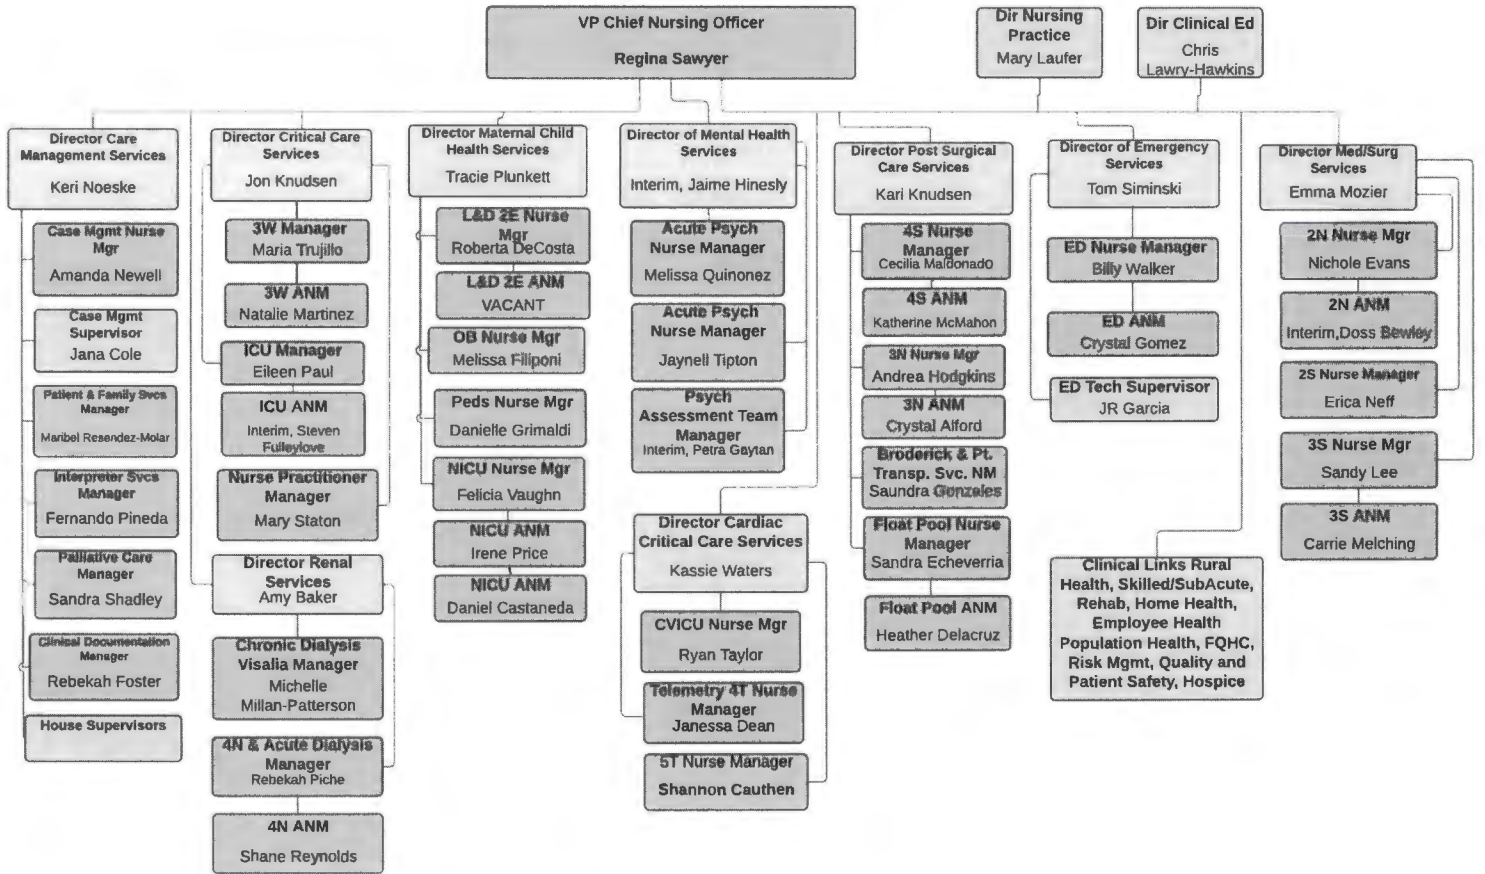 VP Chief Nursing Officer
Regina Sawyer
Dir Nursing
Practice
Mary Laufer
Dir Clinical Ed
Chris
Lawry-Hawkins
Director Care
Management Services
Keri Noeske
Case Mgmt Nurse
Mgr
Amanda Newell
Case Mgmt
Supervisor
Jana Cole
Patient & Family Svcs
Manager
Maribel Resendez-Molar
Interpreter Svcs
Manager
Fernando Pineda
Palliative Care
Manager
Sandra Shadley
Clinical Documentation
Manager
Rebekah Foster
House Supervisors
Director Critical Care
Services
Jon Knudsen
3W Manager
Maria Trujillo
3W ANM
Natalie Martinez
ICU Manager
Eileen Paul
ICU ANM
Interim, Steven
Fulleylove
Nurse Practitioner
Manager
Mary Staton
Director Renal
Services
Amy Baker
Chronic Dialysis
Visalia Manager
Michelle
Millan-Patterson
4N & Acute Dialysis
Manager
Rebekah Piche
4N ANM
Shane Reynolds
Director Maternal Child
Health Services
Tracie Plunkett
L&D 2E Nurse
Mgr
Roberta DeCosta
L&D 2E ANM
VACANT
OB Nurse Mgr
Melissa Filiponi
Peds Nurse Mgr
Danielle Grimaldi
NICU Nurse Mgr
Felicia Vaughn
NICU ANM
Irene Price
NICU ANM
Daniel Castaneda
Director of Mental Health
Services
Interim, Jaime Hinesly
Acute Psych
Nurse Manager
Melissa Quinonez
Acute Psych
Nurse Manager
Jaynell Tipton
Psych
Assessment Team
Manager
Interim, Petra Gaytan
Director Cardiac
Critical Care Services
Kassie Waters
CVICU Nurse Mgr
Ryan Taylor
Telemetry 4T Nurse
Manager
Janessa Dean
5T Nurse Manager
Shannon Cauthen
Director Post Surgical
Care Services
Kari Knudsen
4S Nurse
Manager
Cecilia Maldonado
4S ANM
Katherine McMahon
3N Nurse Mgr
Andrea Hodgkins
3N ANM
Crystal Alford
Broderick & Pt.
Transp. Svc. NM
Saundra Gonzales
Float Pool Nurse
Manager
Sandra Echeverria
Float Pool ANM
Heather Delacruz
Director of Emergency
Services
Tom Siminski
ED Nurse Manager
Billy Walker
ED ANM
Crystal Gomez
ED Tech Supervisor
JR Garcia
Clinical Links Rural
Health, Skilled/SubAcute,
Rehab, Home Health,
Employee Health
Population Health, FQHC,
Risk Mgmt, Quality and
Patient Safety, Hospice
Director Med/Surg
Services
Emma Mozier
2N Nurse Mgr
Nichole Evans
2N ANM
Interim,Doss Bewley
2S Nurse Manager
Erica Neff
3S Nurse Mgr
Sandy Lee
3S ANM
Carrie Melching